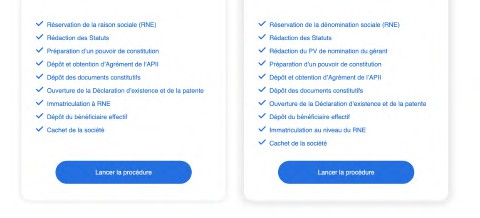 Réservation de la raison sociale (RNE)
Rédaction des Statuts
Préparation d'un pouvoir de constitution
Dépôt et obtention d'Agrément de l'APII
Dépôt des documents constitutifs
Ouverture de la Déclaration d'existence et de la patente
Immatriculation à RNE
Dépôt du bénéficiaire effectif
Cachet de la société
Lancer la procédure
Réservation de la dénomination sociale (RNE)
Rédaction des Statuts
Rédaction du PV de nomination du gérant
Préparation d'un pouvoir de constitution
Dépôt et obtention d'Agrément de l'APII
Dépôt des documents constitutifs
Ouverture de la Déclaration d'existence et de la patente
Dépôt du bénéficiaire effectif
Immatriculation au niveau du RNE
Cachet de la société
Lancer la procédure